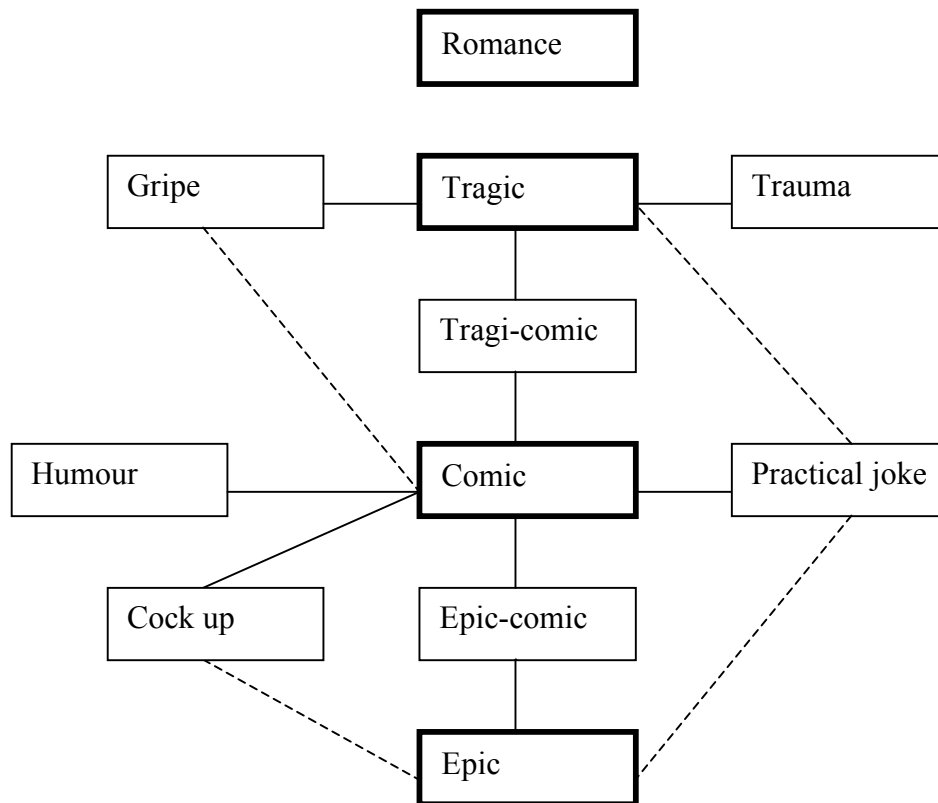 Romance
Gripe
Tragic
Trauma
Tragi-comic
Humour
Comic
Practical joke
Cock up
Epic-comic
Epic